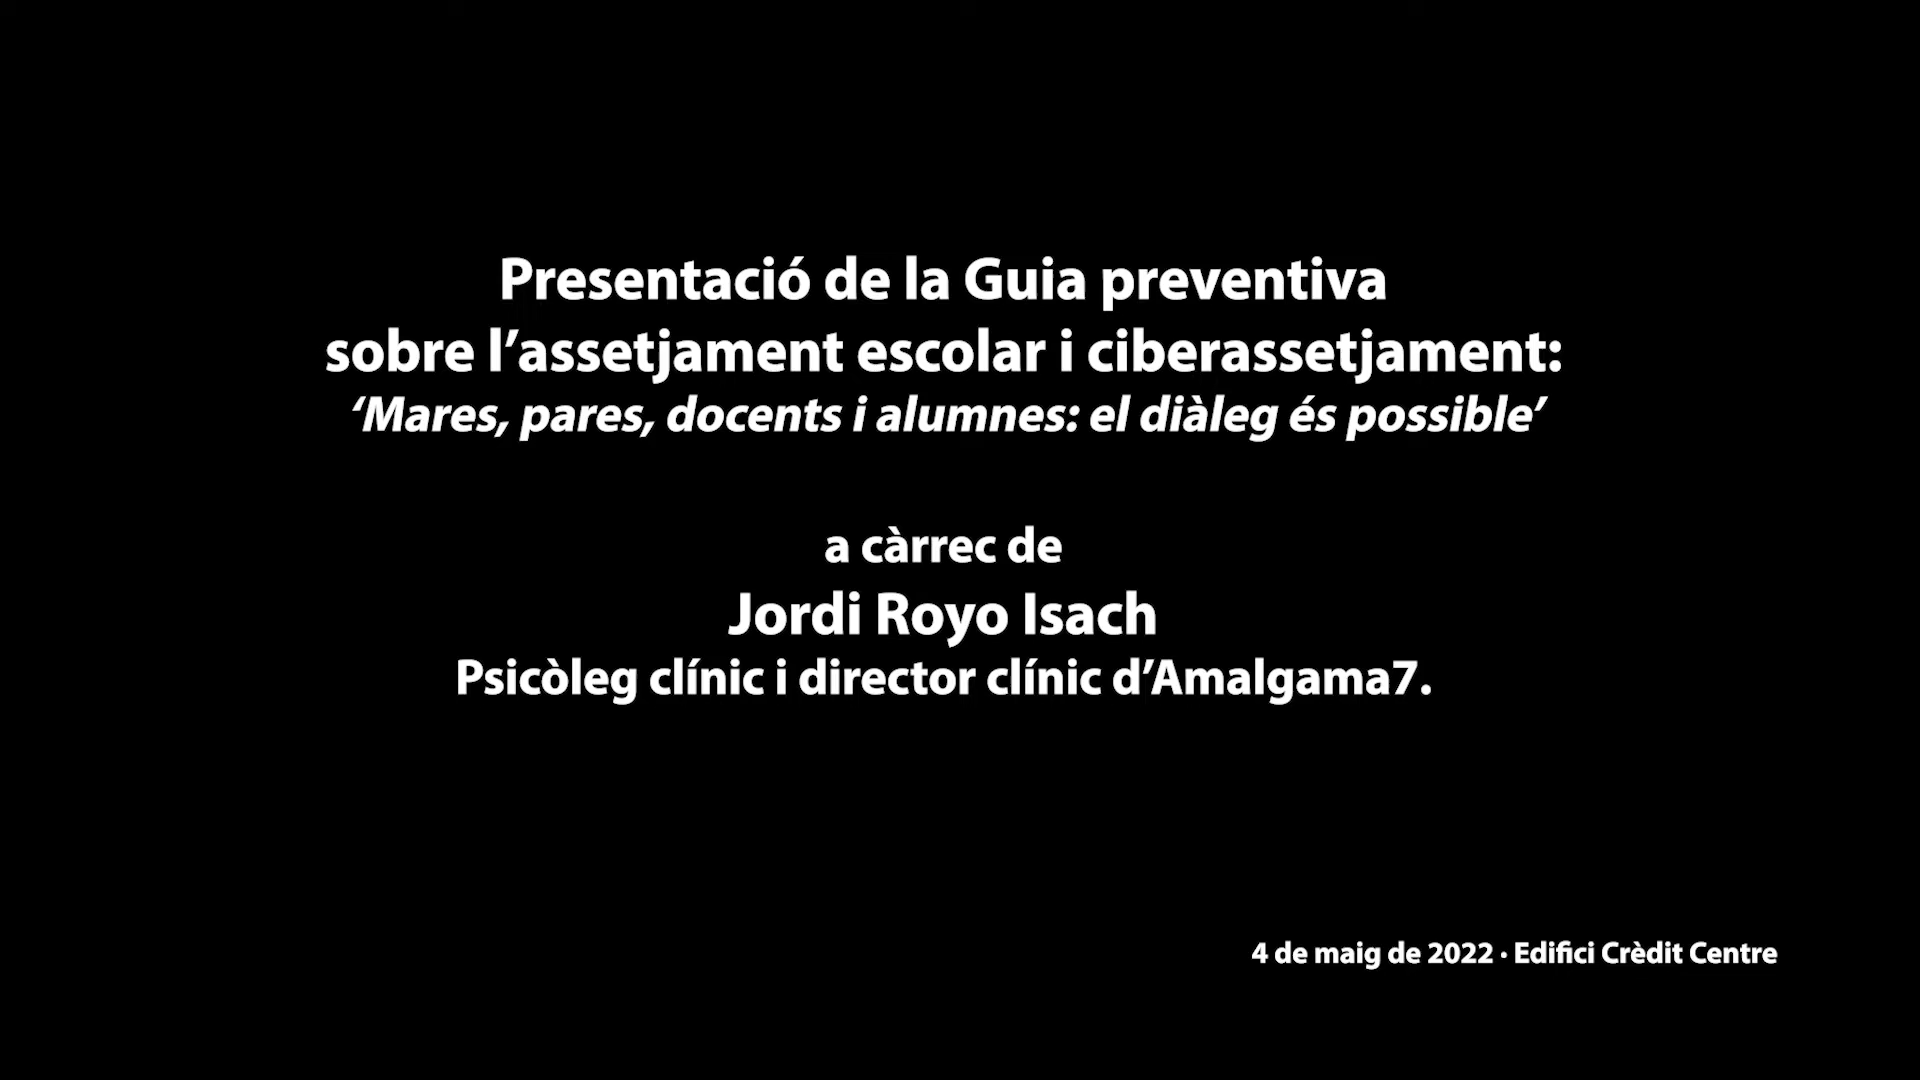 Presentació de la Guia preventiva
sobre l’assetjament escolar i ciberassetjament:
‘Mares, pares, docents i alumnes: el diàleg és possible’
a càrrec de
Jordi Royo Isach
Psicòleg clínic i director clínic d’Amalgama7.
4 de maig de 2022 · Edifici Crèdit Centre